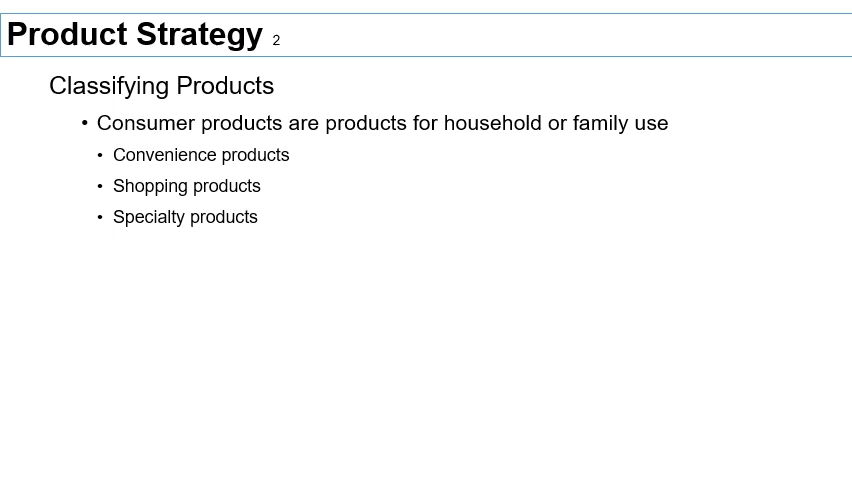 Product Strategy 2
Classifying Products
• Consumer products are products for household or family use
• Convenience products
• Shopping products
• Specialty products